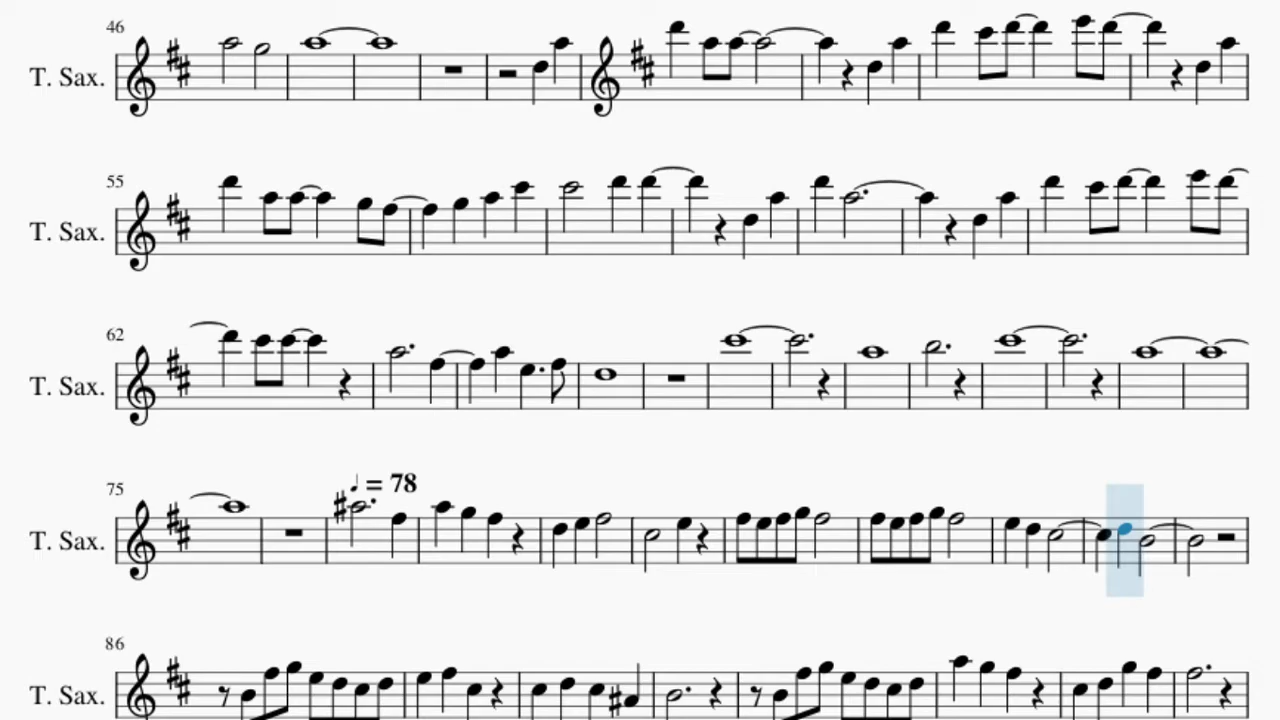 46
T. Sax.
55
T. Sax.
62
T. Sax.
75
♩ = 78
T. Sax.
86
T. Sax.